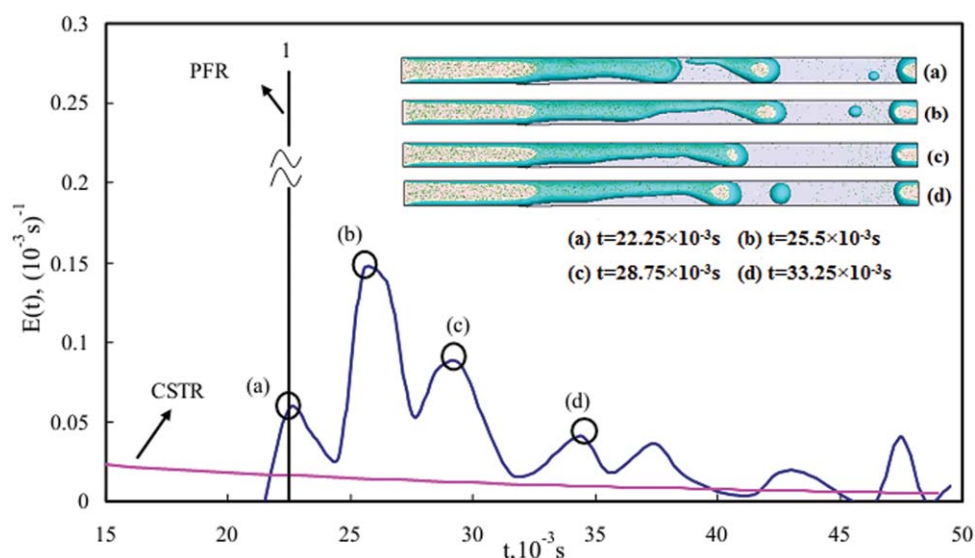 0.3
0.25
0.2
0.15
0.1
0.05
0
E(t), (10⁻³ s)⁻¹
1
PFR
CSTR
(a)
(b)
(c)
(d)
(a)
(b)
(c)
(d)
(a) t=22.25×10⁻³s (b) t=25.5×10⁻³s
(c) t=28.75×10⁻³s (d) t=33.25×10⁻³s
15 20 25 30 35 40 45 50
t,10⁻³ s